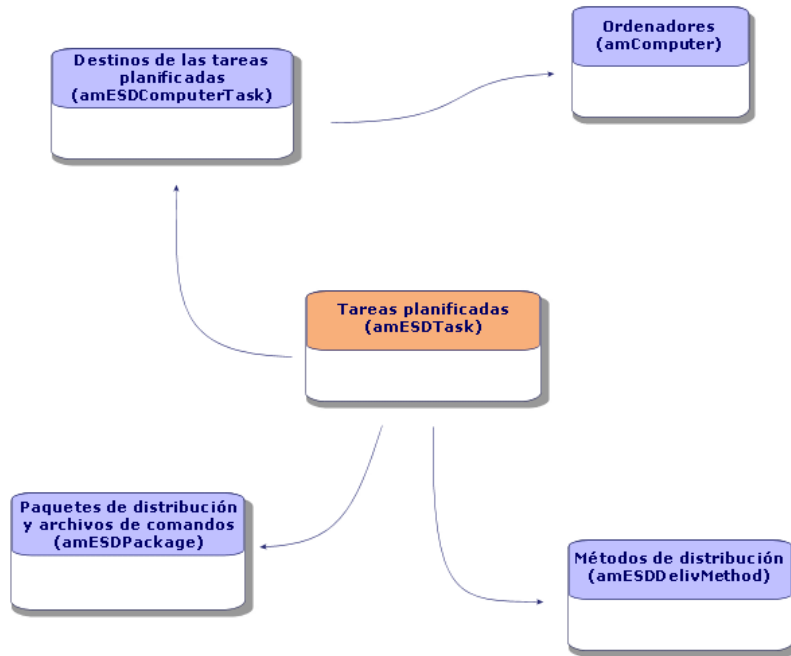 Destinos de las tareas
planificadas
(amESDComputerTask)
Ordenadores
(amComputer)
Tareas planificadas
(amESDTask)
Paquetes de distribución
y archivos de comandos
(amESDPackage)
Métodos de distribución
(amESDDelivMethod)